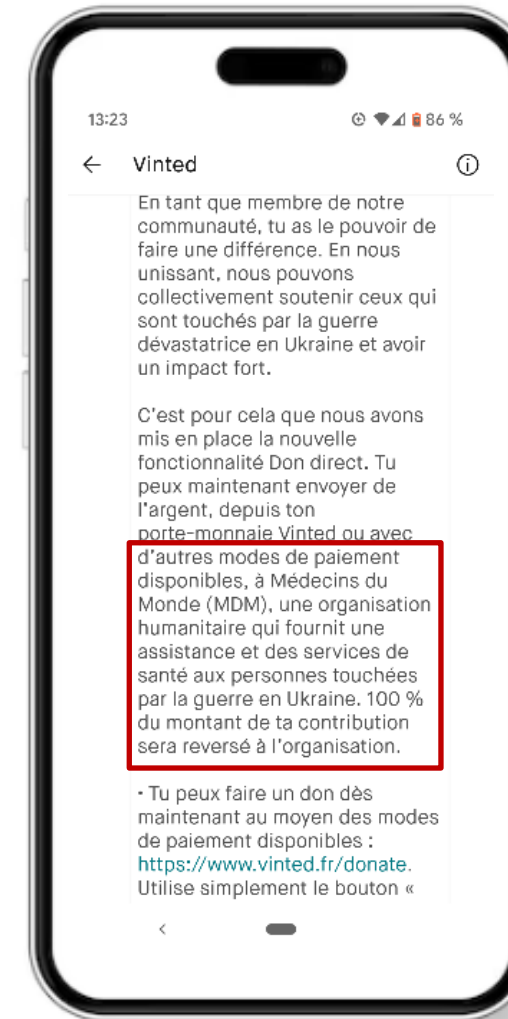 13:23 86 %
Vinted
En tant que membre de notre
communauté, tu as le pouvoir de
faire une différence. En nous
unissant, nous pouvons
collectivement soutenir ceux qui
sont touchés par la guerre
dévastatrice en Ukraine et avoir
un impact fort.
C'est pour cela que nous avons
mis en place la nouvelle
fonctionnalité Don direct. Tu
peux maintenant envoyer de
l'argent, depuis ton
porte-monnaie Vinted ou avec
d'autres modes de paiement
disponibles, à Médecins du
Monde (MDM), une organisation
humanitaire qui fournit une
assistance et des services de
santé aux personnes touchées
par la guerre en Ukraine. 100 %
du montant de ta contribution
sera reversé à l'organisation.
• Tu peux faire un don dès
maintenant au moyen des modes
de paiement disponibles :
https://www.vinted.fr/donate.
Utilise simplement le bouton «